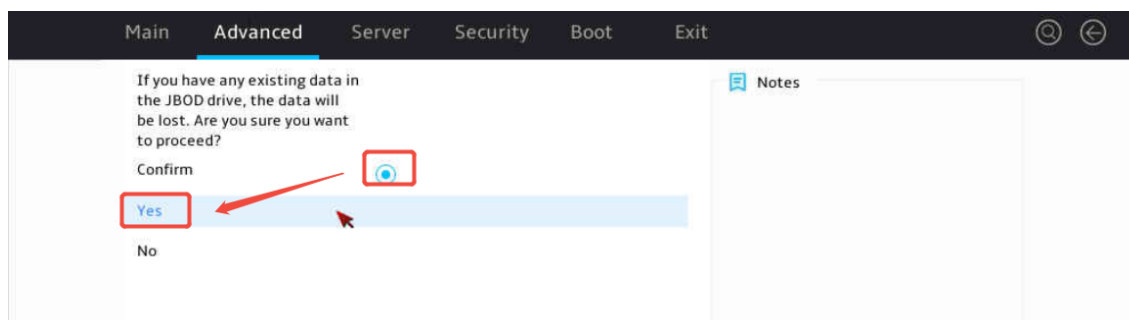 Main Advanced Server Security Boot Exit
If you have any existing data in
the JBOD drive, the data will
be lost. Are you sure you want
to proceed?
Confirm
Yes
No
Notes